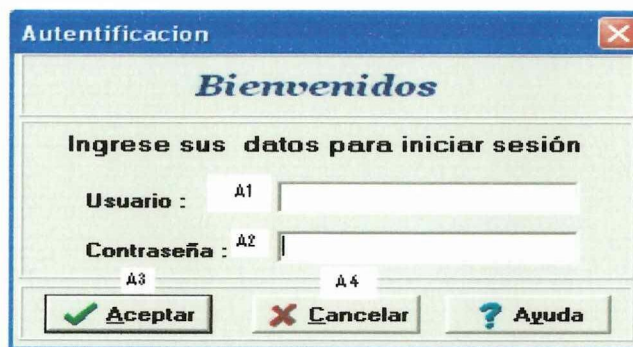 Autentificacion
Bienvenidos
Ingrese sus datos para iniciar sesión
Usuario : A1
Contraseña : A2
A3 A4
Aceptar Cancelar Ayuda